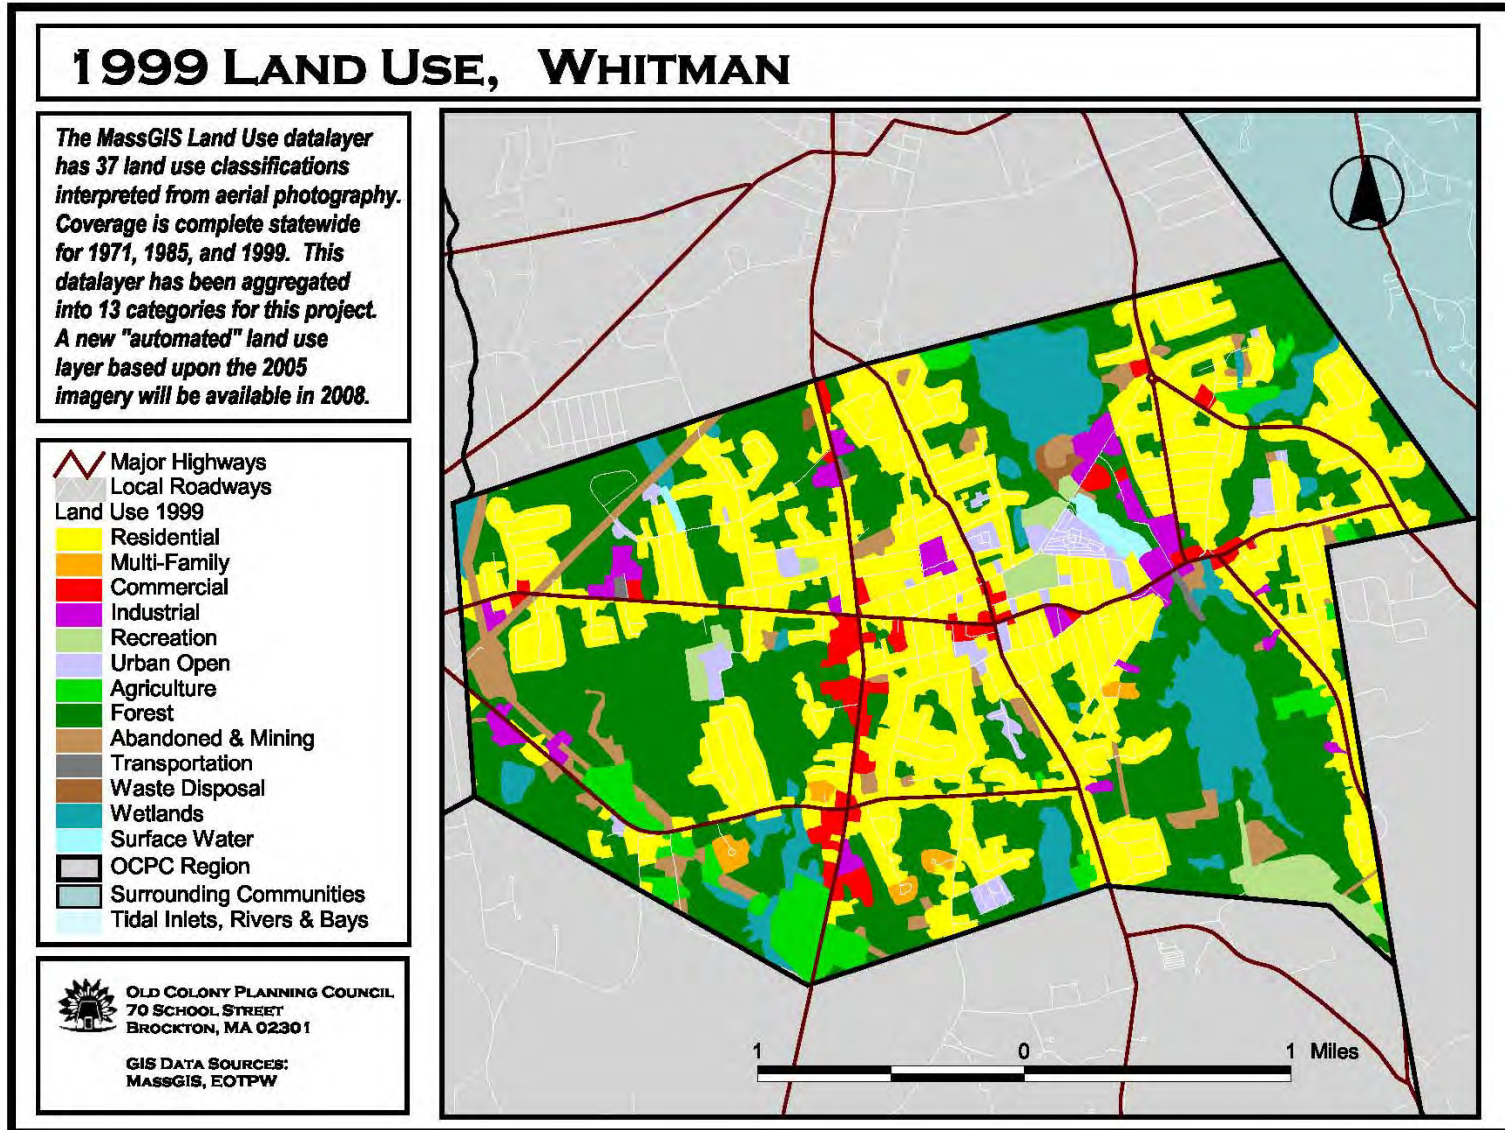 1999 LAND USE, WHITMAN
The MassGIS Land Use datalayer
has 37 land use classifications
interpreted from aerial photography.
Coverage is complete statewide
for 1971, 1985, and 1999. This
datalayer has been aggregated
into 13 categories for this project.
A new "automated" land use
layer based upon the 2005
imagery will be available in 2008.
Major Highways
Local Roadways
Land Use 1999
Residential
Multi-Family
Commercial
Industrial
Recreation
Urban Open
Agriculture
Forest
Abandoned & Mining
Transportation
Waste Disposal
Wetlands
Surface Water
OCPC Region
Surrounding Communities
Tidal Inlets, Rivers & Bays
OLD COLONY PLANNING COUNCIL
70 SCHOOL STREET
BROCKTON, MA 02301
GIS DATA SOURCES:
MASSGIS, EOTPW
1 0 1 Miles